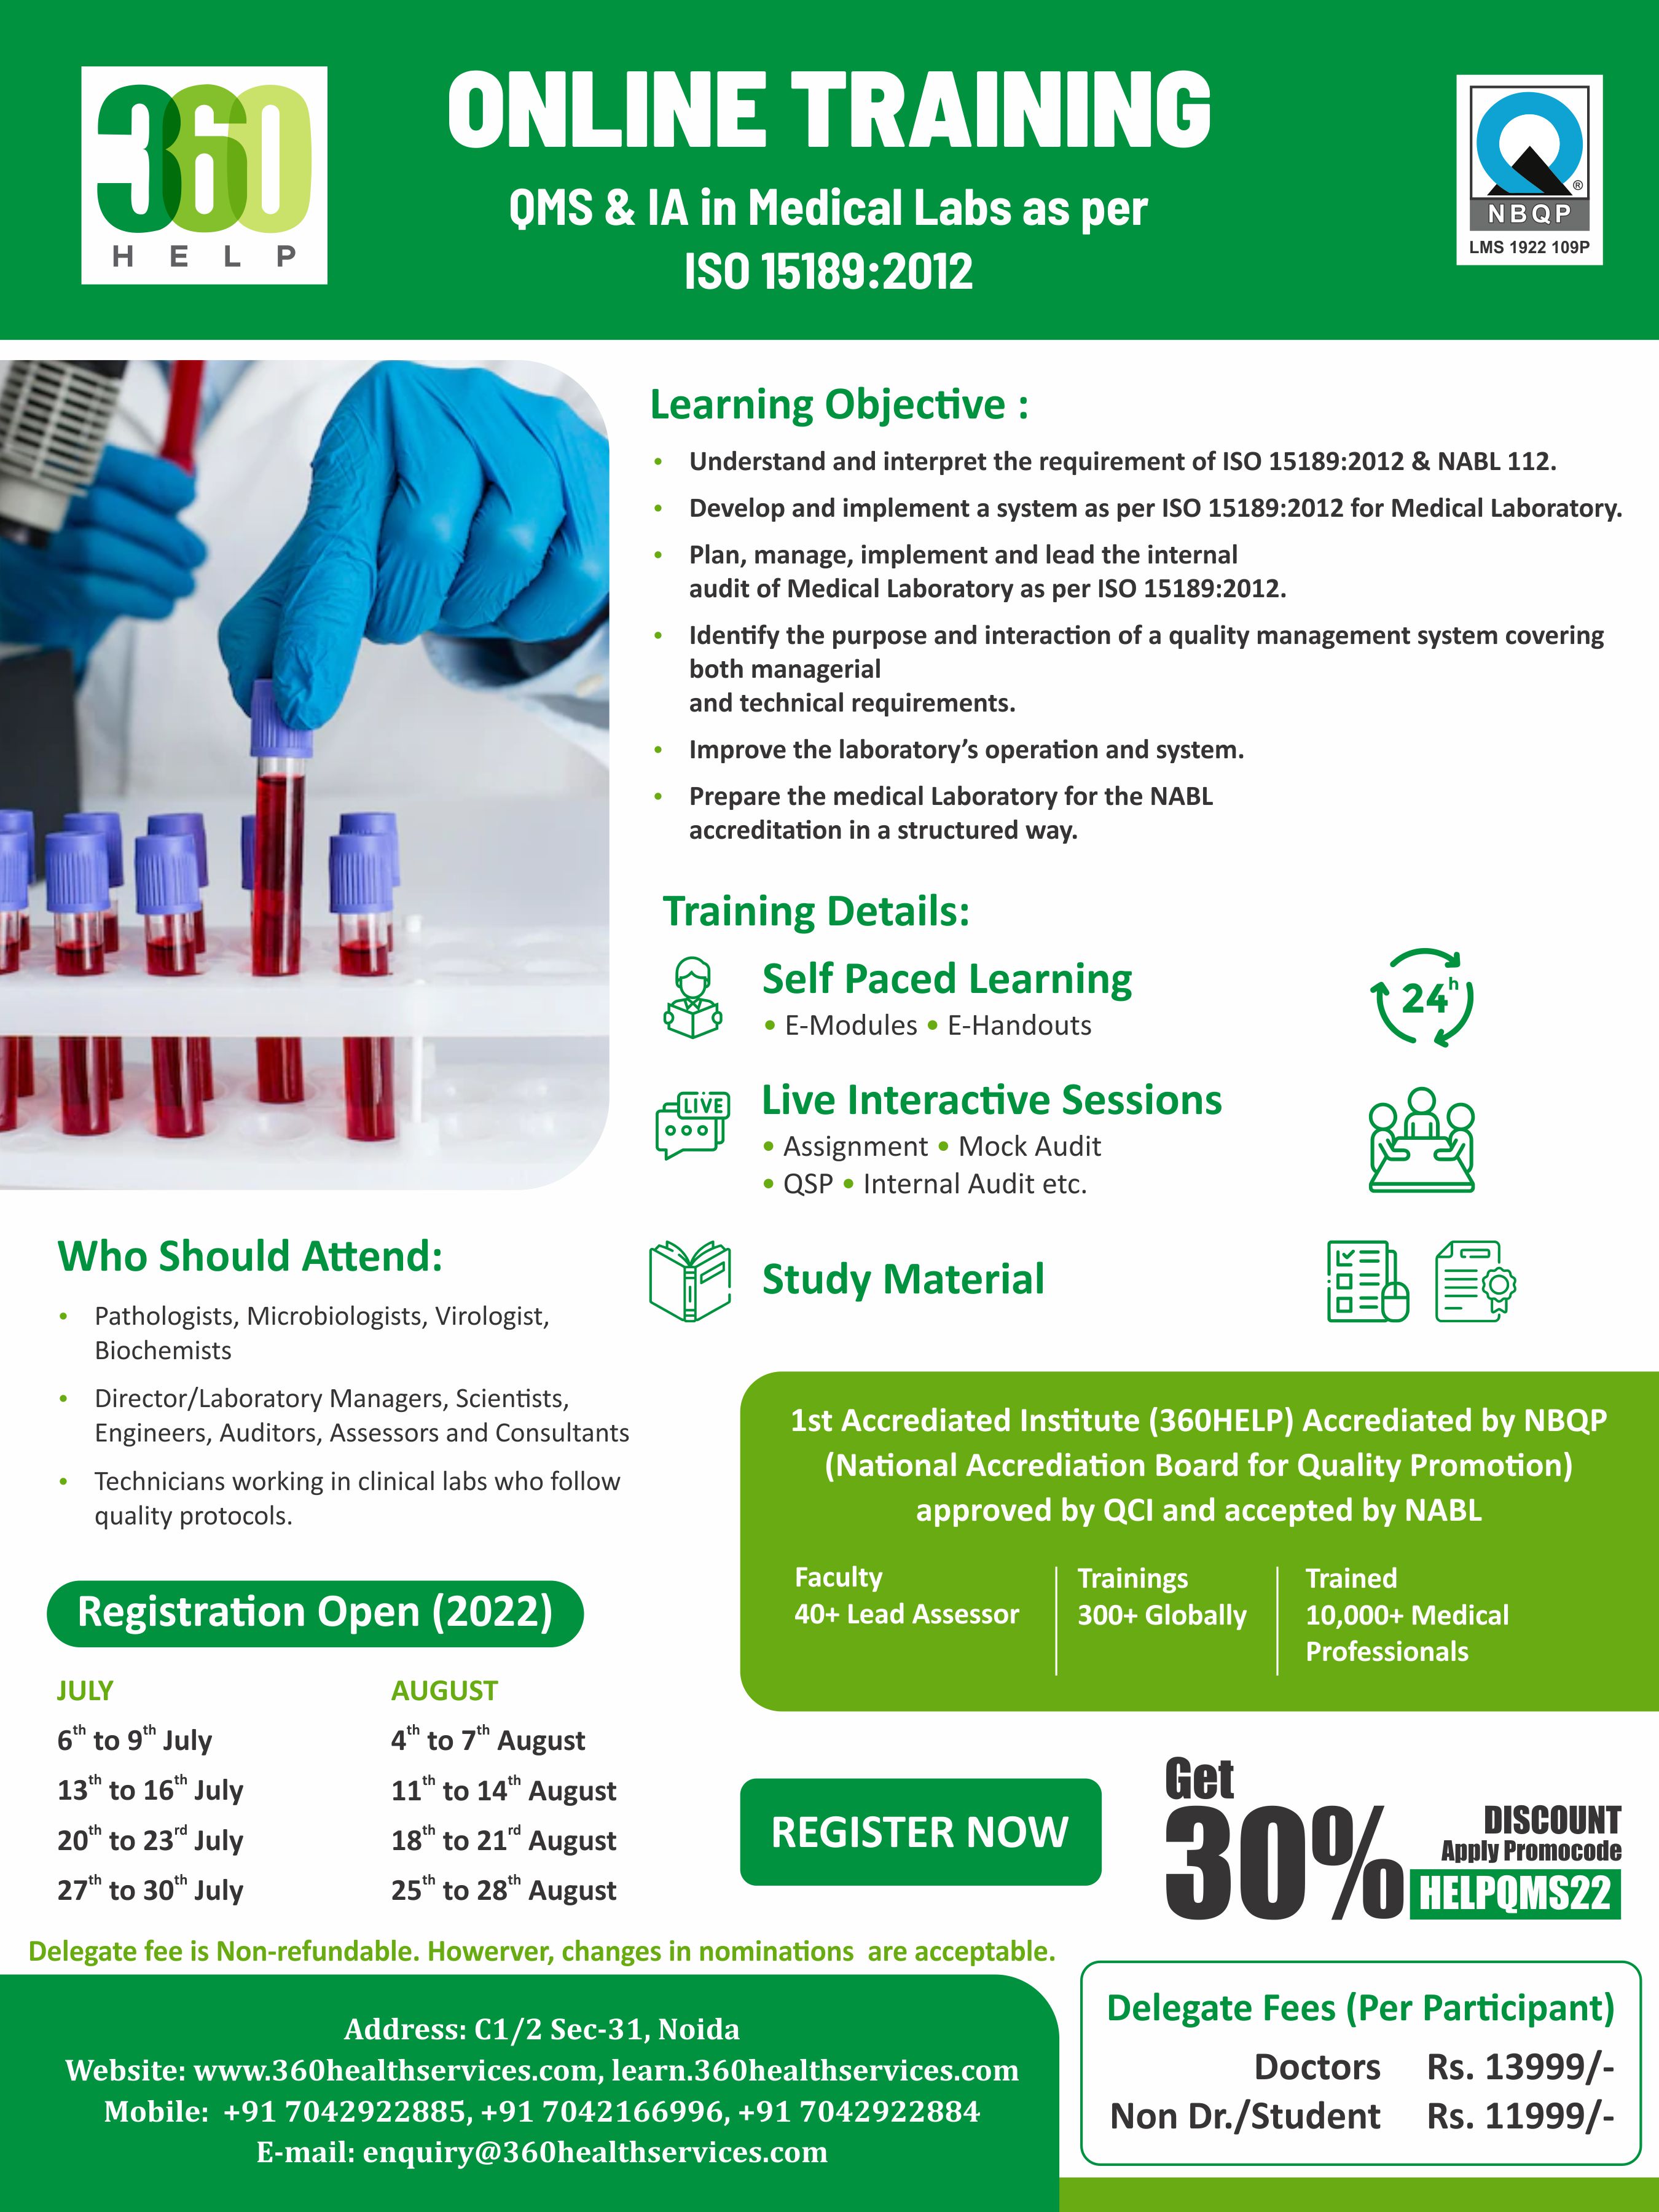 360
HELP
ONLINE TRAINING
QMS & IA in Medical Labs as per
ISO 15189:2012
®
NBQP
LMS 1922 109P
Learning Objective :
• Understand and interpret the requirement of ISO 15189:2012 & NABL 112.
• Develop and implement a system as per ISO 15189:2012 for Medical Laboratory.
• Plan, manage, implement and lead the internal
audit of Medical Laboratory as per ISO 15189:2012.
• Identify the purpose and interaction of a quality management system covering
both managerial
and technical requirements.
• Improve the laboratory’s operation and system.
• Prepare the medical Laboratory for the NABL
accreditation in a structured way.
Training Details:
Self Paced Learning
• E-Modules • E-Handouts
24h
LIVE
Live Interactive Sessions
• Assignment • Mock Audit
• QSP • Internal Audit etc.
Study Material
Who Should Attend:
• Pathologists, Microbiologists, Virologist,
Biochemists
• Director/Laboratory Managers, Scientists,
Engineers, Auditors, Assessors and Consultants
• Technicians working in clinical labs who follow
quality protocols.
1st Accrediated Institute (360HELP) Accrediated by NBQP
(National Accrediation Board for Quality Promotion)
approved by QCI and accepted by NABL
Faculty
40+ Lead Assessor
Trainings
300+ Globally
Trained
10,000+ Medical
Professionals
Registration Open (2022)
JULY
6th to 9th July
13th to 16th July
20th to 23rd July
27th to 30th July
AUGUST
4th to 7th August
11th to 14th August
18th to 21rd August
25th to 28th August
REGISTER NOW
Get
30%
DISCOUNT
Apply Promocode
HELPQMS22
Delegate fee is Non-refundable. Howerver, changes in nominations are acceptable.
Address: C1/2 Sec-31, Noida
Website: www.360healthservices.com, learn.360healthservices.com
Mobile: +91 7042922885, +91 7042166996, +91 7042922884
E-mail: enquiry@360healthservices.com
Delegate Fees (Per Participant)
Doctors Rs. 13999/-
Non Dr./Student Rs. 11999/-